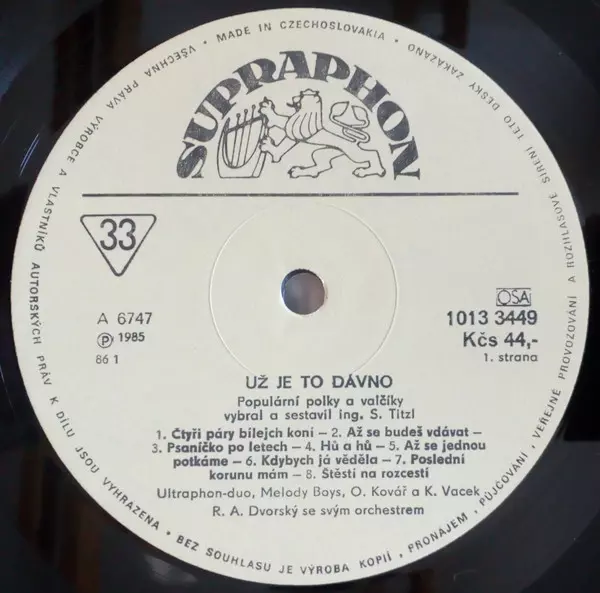 VŠECHNA PRÁVA VÝROBCE A VLASTNÍKŮ AUTORSKÝCH PRÁV K DÍLU JSOU VYHRAZENA • BEZ SOUHLASU JE VÝROBA KOPIÍ, PRONÁJEM, PŮJČOVÁNÍ, VEŘEJNÉ PROVOZOVÁNÍ A ROZHLASOVÉ ŠÍŘENÍ TÉTO DESKY ZAKÁZÁNO • MADE IN CZECHOSLOVAKIA •
SUPRAPHON
33
A 6747
Ⓟ 1985
86 1
OSA
1013 3449
Kčs 44,-
1. strana
UŽ JE TO DÁVNO
Populární polky a valčíky
vybral a sestavil ing. S. Titzl
1. Čtyři páry bílejch koní – 2. Až se budeš vdávat –
3. Psaníčko po letech – 4. Hů a hů – 5. Až se jednou
potkáme – 6. Kdybych já věděla – 7. Poslední
korunu mám – 8. Štěstí na rozcestí
Ultraphon-duo, Melody Boys, O. Kovář a K. Vacek
R. A. Dvorský se svým orchestrem